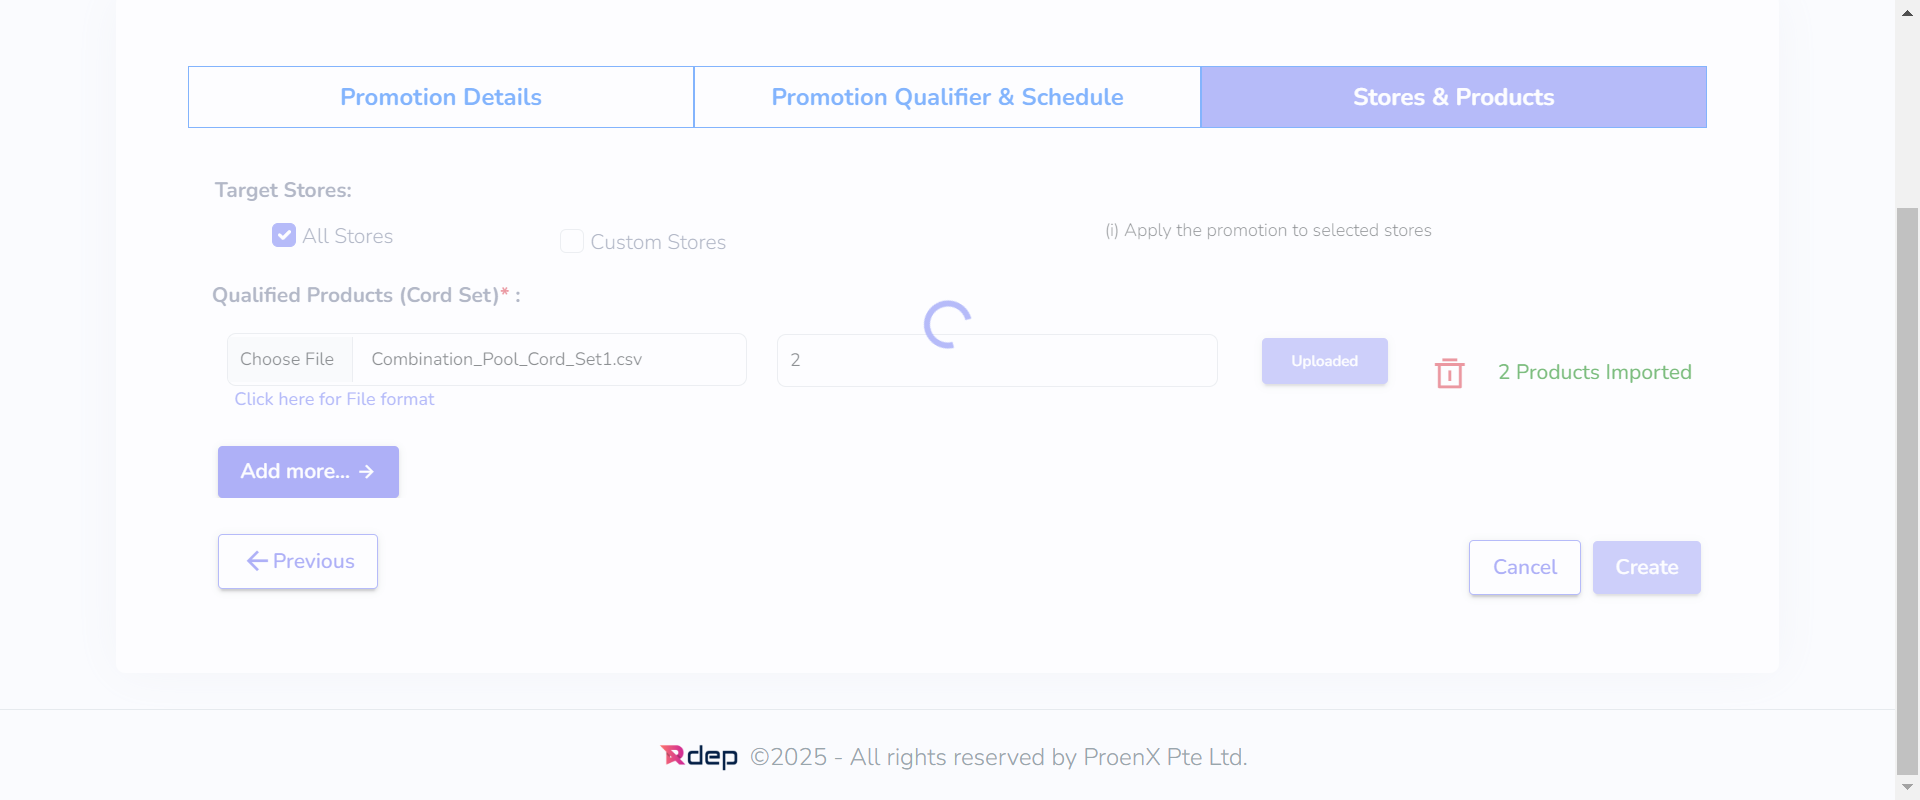 Promotion Details
Promotion Qualifier & Schedule
Stores & Products
Target Stores:
All Stores
Custom Stores
(i) Apply the promotion to selected stores
Qualified Products (Cord Set)* :
Choose File
Combination_Pool_Cord_Set1.csv
2
Uploaded
2 Products Imported
Click here for File format
Add more... →
Previous
Cancel
Create
Rdep ©2025 - All rights reserved by ProenX Pte Ltd.